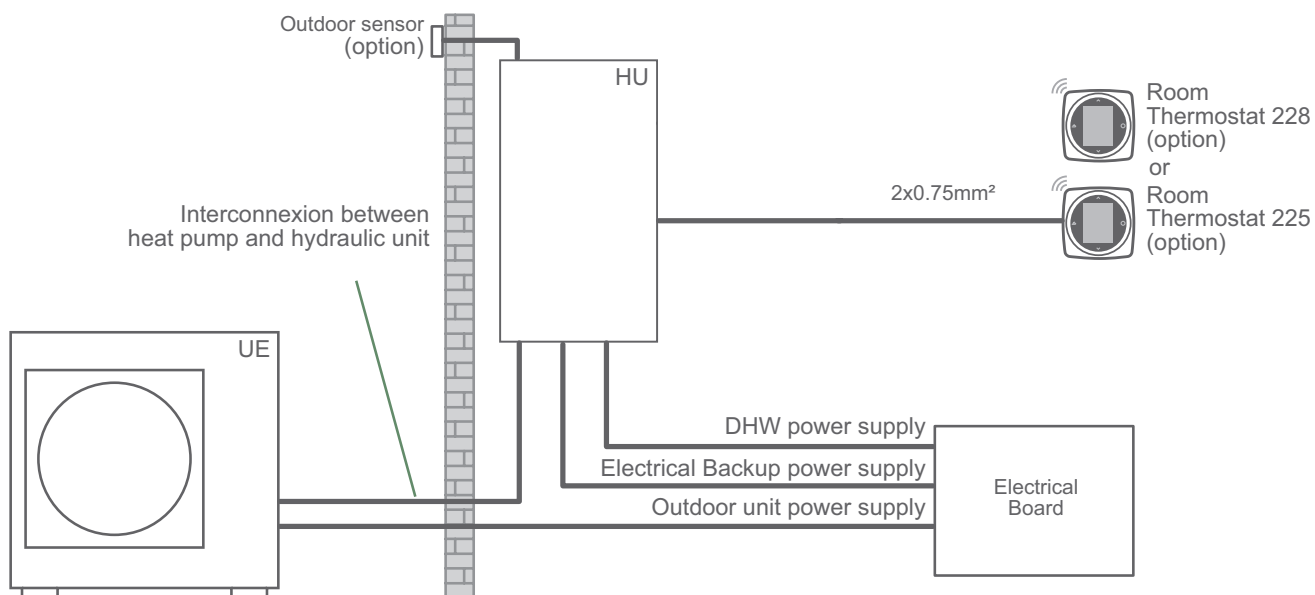 Outdoor sensor
(option)
HU
Room
Thermostat 228
(option)
or
Room
Thermostat 225
(option)
2x0.75mm²
Interconnexion between
heat pump and hydraulic unit
UE
DHW power supply
Electrical Backup power supply
Outdoor unit power supply
Electrical
Board